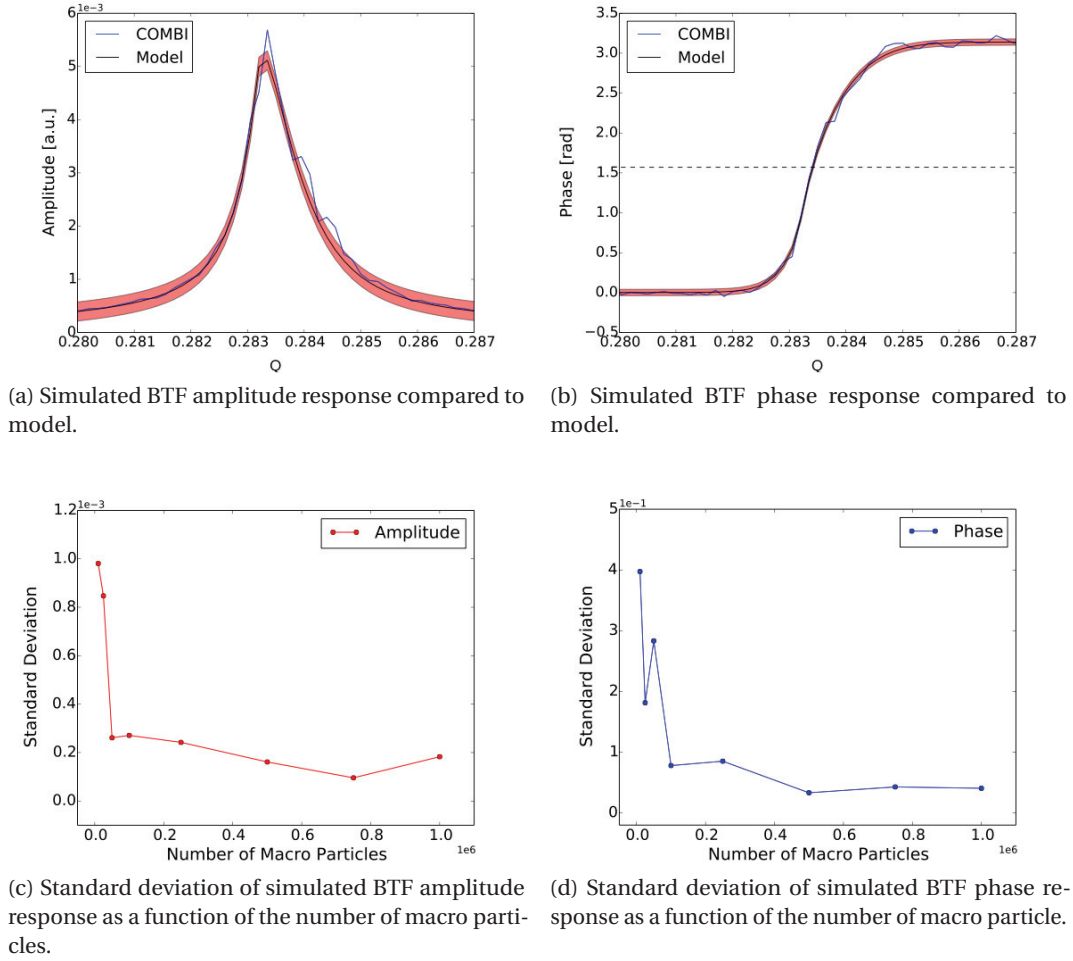 1e−3
6
5
4
3
2
1
0
Amplitude [a.u.]
COMBI
Model
0.280 0.281 0.282 0.283 0.284 0.285 0.286 0.287
Q
(a) Simulated BTF amplitude response compared to
model.
3.5
3.0
2.5
2.0
1.5
1.0
0.5
0.0
−0.5
Phase [rad]
COMBI
Model
0.280 0.281 0.282 0.283 0.284 0.285 0.286 0.287
Q
(b) Simulated BTF phase response compared to
model.
1e−3
1.2
1.0
0.8
0.6
0.4
0.2
0.0
Standard Deviation
Amplitude
0.0 0.2 0.4 0.6 0.8 1.0
1e6
Number of Macro Particles
(c) Standard deviation of simulated BTF amplitude
response as a function of the number of macro parti-
cles.
1e−1
5
4
3
2
1
0
Standard Deviation
Phase
0.0 0.2 0.4 0.6 0.8 1.0
1e6
Number of Macro Particles
(d) Standard deviation of simulated BTF phase re-
sponse as a function of the number of macro particle.